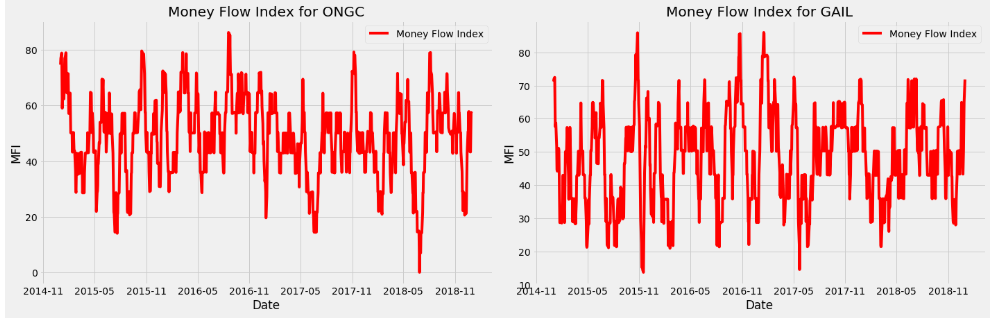 Money Flow Index for ONGC
Money Flow Index
80
60
40
20
0
MFI
2014-11 2015-05 2015-11 2016-05 2016-11 2017-05 2017-11 2018-05 2018-11
Date
Money Flow Index for GAIL
Money Flow Index
80
70
60
50
40
30
20
10
MFI
2014-11 2015-05 2015-11 2016-05 2016-11 2017-05 2017-11 2018-05 2018-11
Date